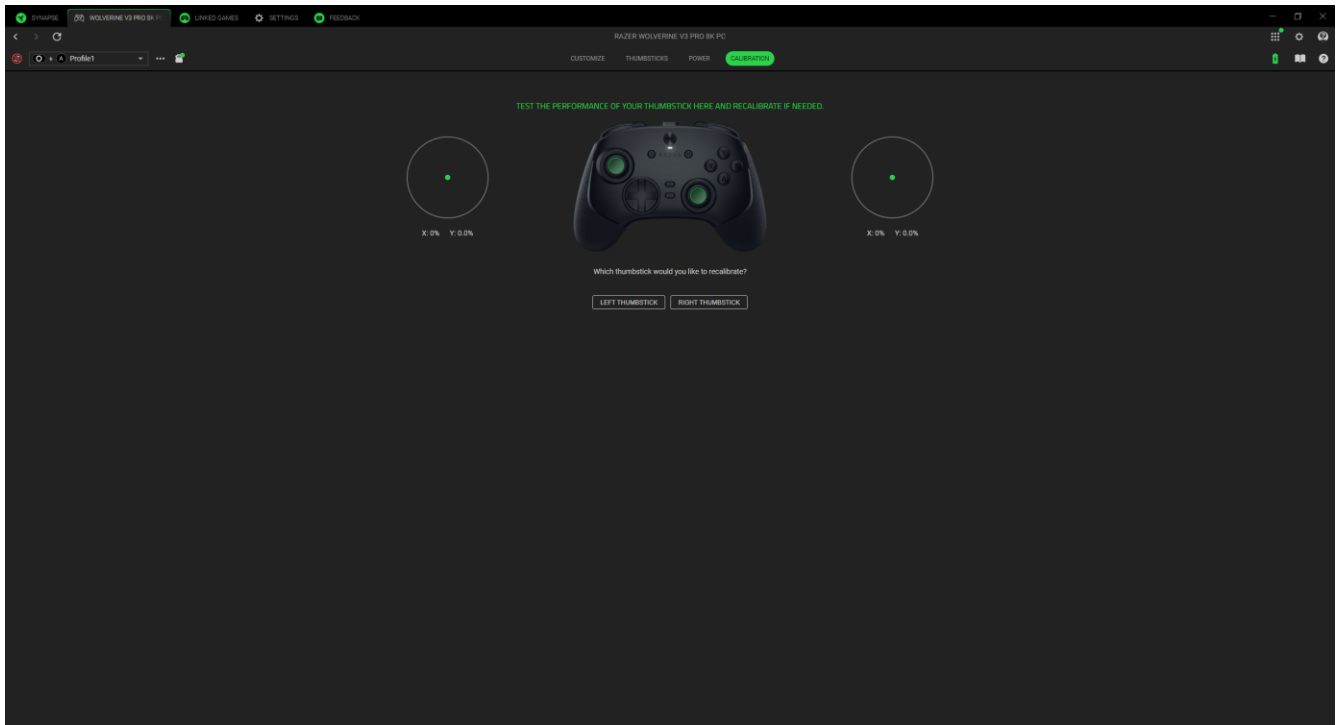 SYNAPSE WOLVERINE V3 PRO 8K P LINKED GAMES SETTINGS FEEDBACK
RAZER WOLVERINE V3 PRO 8K PC
+ A Profile1 CUSTOMIZE THUMBSTICKS POWER CALIBRATION
TEST THE PERFORMANCE OF YOUR THUMBSTICK HERE AND RECALIBRATE IF NEEDED.
RAZER
Y
X B
A
X: 0% Y: 0.0% X: 0% Y: 0.0%
Which thumbstick would you like to recalibrate?
LEFT THUMBSTICK RIGHT THUMBSTICK